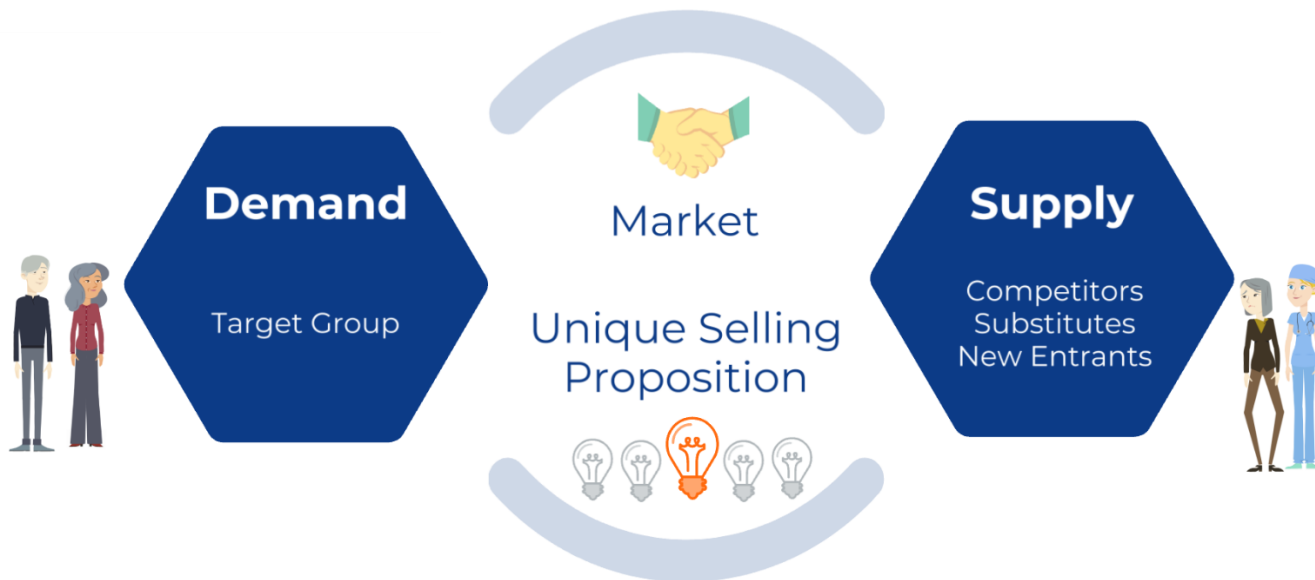 Demand
Target Group
Market
Unique Selling
Proposition
Supply
Competitors
Substitutes
New Entrants